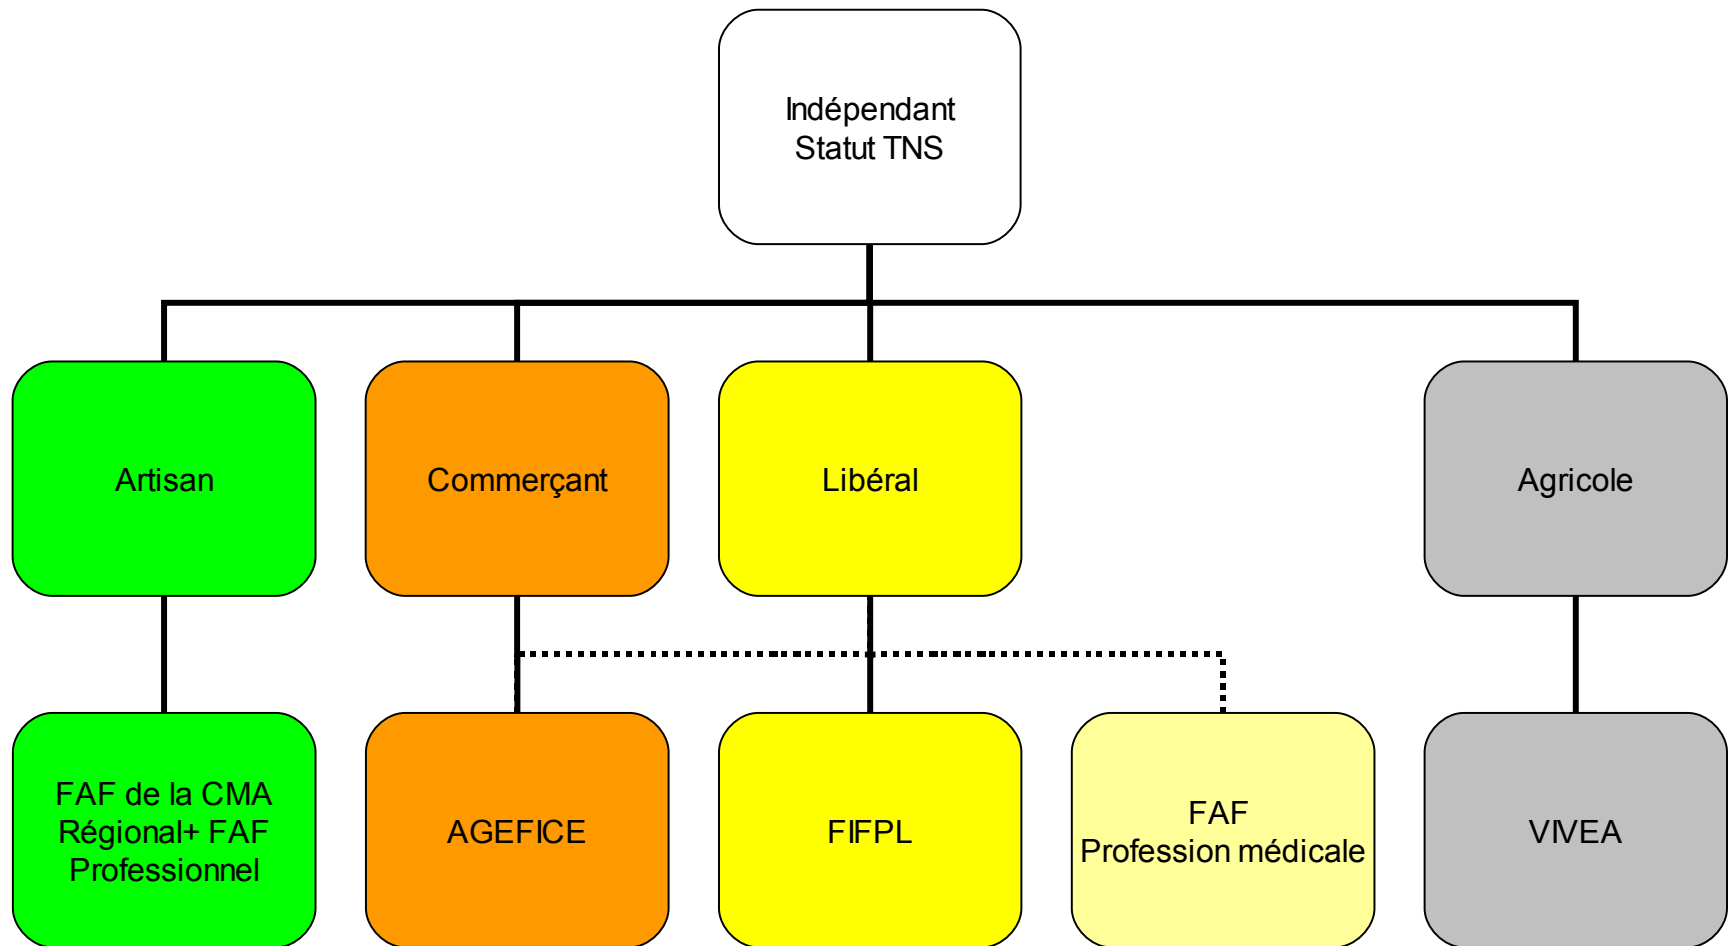 Indépendant
Statut TNS
Artisan
Commerçant
Libéral
Agricole
FAF de la CMA
Régional+ FAF
Professionnel
AGEFICE
FIFPL
FAF
Profession médicale
VIVEA